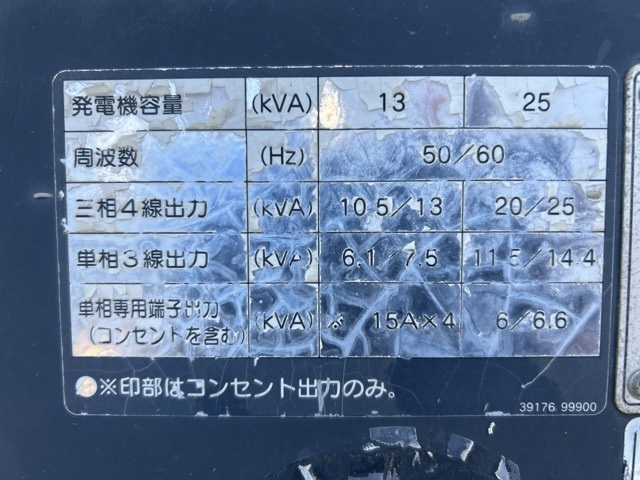 発電機容量 (kVA) 13 25
周波数 (Hz) 50/60
三相4線出力 (kVA) 10.5/13 20/25
単相3線出力 (kVA) 6.1/7.5 11.5/14.4
単相専用端子出力
(コンセントを含む) (kVA) ※ 15A×4 6/6.6
●※印部はコンセント出力のみ。
39176 99900